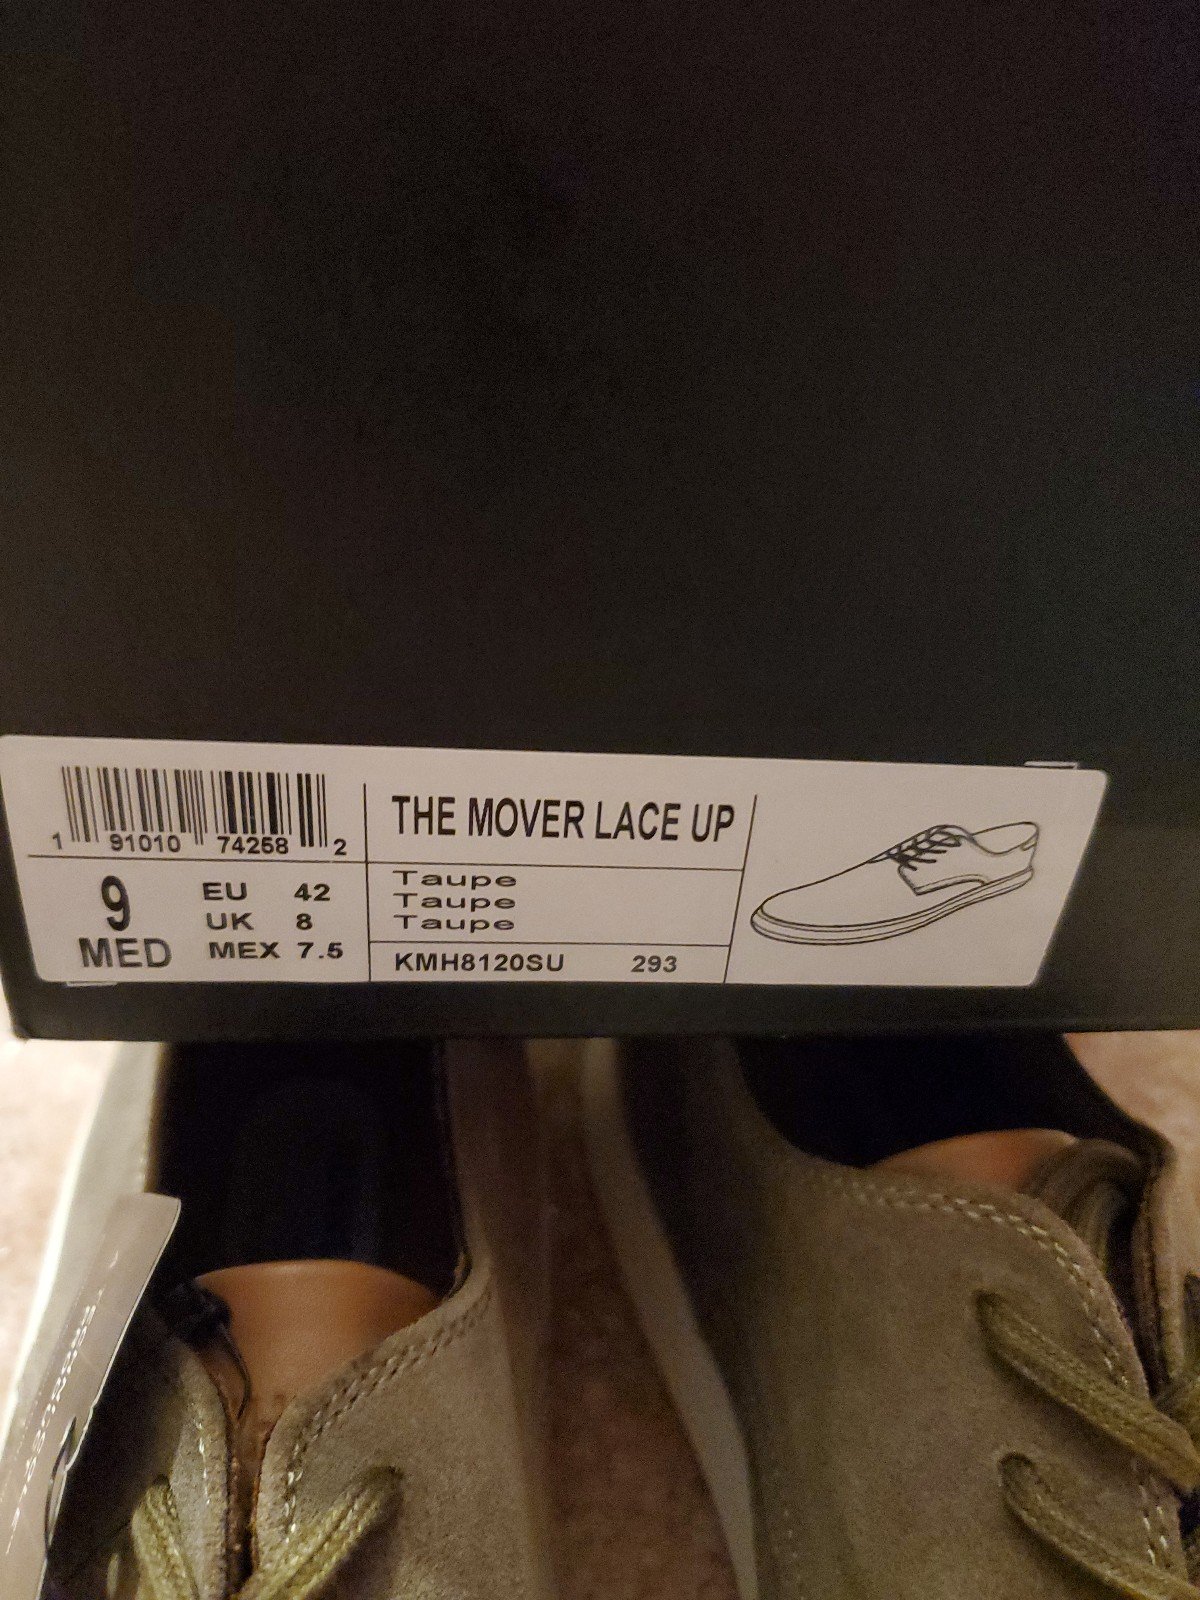 1 91010 74258 2
THE MOVER LACE UP
9
MED
EU 42
UK 8
MEX 7.5
Taupe
Taupe
Taupe
KMH8120SU 293